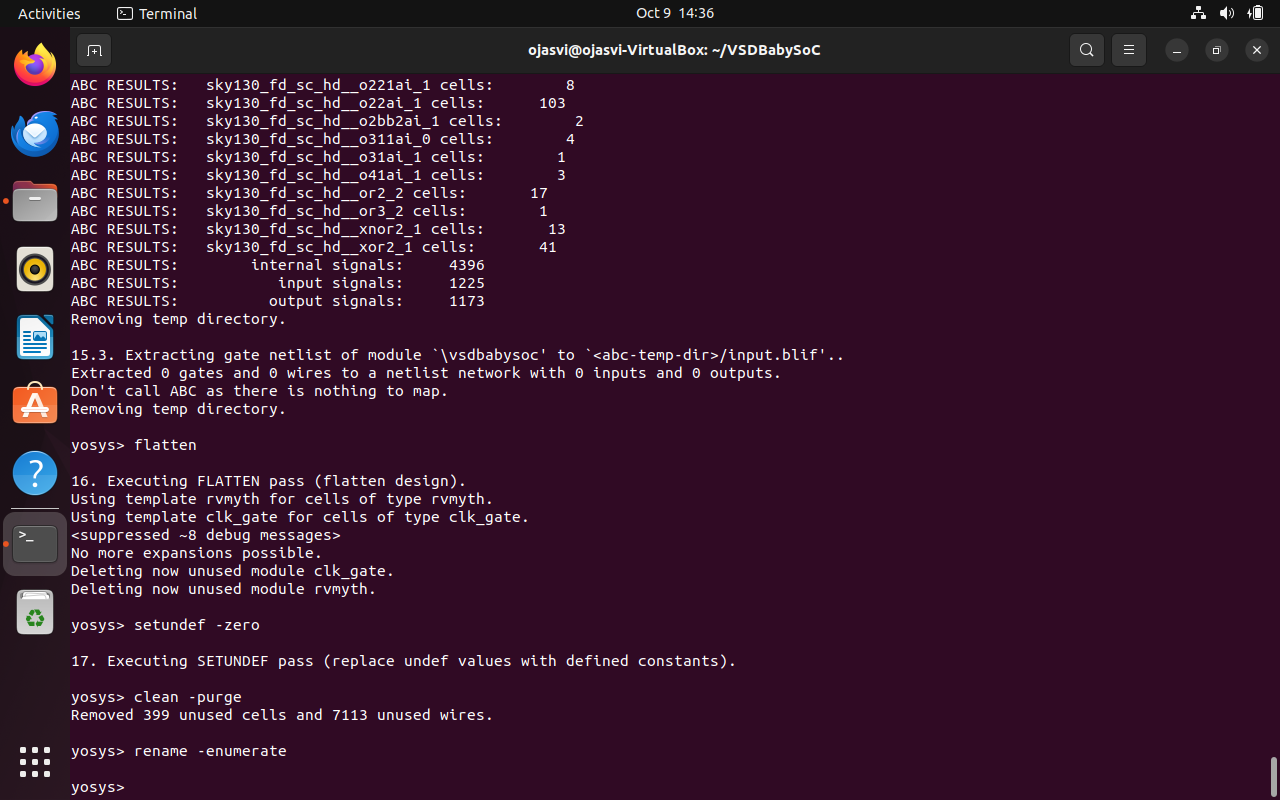 Activities
Terminal
Oct 9 14:36
ojasvi@ojasvi-VirtualBox: ~/VSDBabySoC
ABC RESULTS:   sky130_fd_sc_hd__o221ai_1 cells:        8
ABC RESULTS:   sky130_fd_sc_hd__o22ai_1 cells:      103
ABC RESULTS:   sky130_fd_sc_hd__o2bb2ai_1 cells:        2
ABC RESULTS:   sky130_fd_sc_hd__o311ai_0 cells:        4
ABC RESULTS:   sky130_fd_sc_hd__o31ai_1 cells:        1
ABC RESULTS:   sky130_fd_sc_hd__o41ai_1 cells:        3
ABC RESULTS:   sky130_fd_sc_hd__or2_2 cells:       17
ABC RESULTS:   sky130_fd_sc_hd__or3_2 cells:        1
ABC RESULTS:   sky130_fd_sc_hd__xnor2_1 cells:       13
ABC RESULTS:   sky130_fd_sc_hd__xor2_1 cells:       41
ABC RESULTS:        internal signals:     4396
ABC RESULTS:           input signals:     1225
ABC RESULTS:          output signals:     1173
Removing temp directory.
15.3. Extracting gate netlist of module `\vsdbabysoc' to `<abc-temp-dir>/input.blif'..
Extracted 0 gates and 0 wires to a netlist network with 0 inputs and 0 outputs.
Don't call ABC as there is nothing to map.
Removing temp directory.
yosys> flatten
16. Executing FLATTEN pass (flatten design).
Using template rvmyth for cells of type rvmyth.
Using template clk_gate for cells of type clk_gate.
<suppressed ~8 debug messages>
No more expansions possible.
Deleting now unused module clk_gate.
Deleting now unused module rvmyth.
yosys> setundef -zero
17. Executing SETUNDEF pass (replace undef values with defined constants).
yosys> clean -purge
Removed 399 unused cells and 7113 unused wires.
yosys> rename -enumerate
yosys>